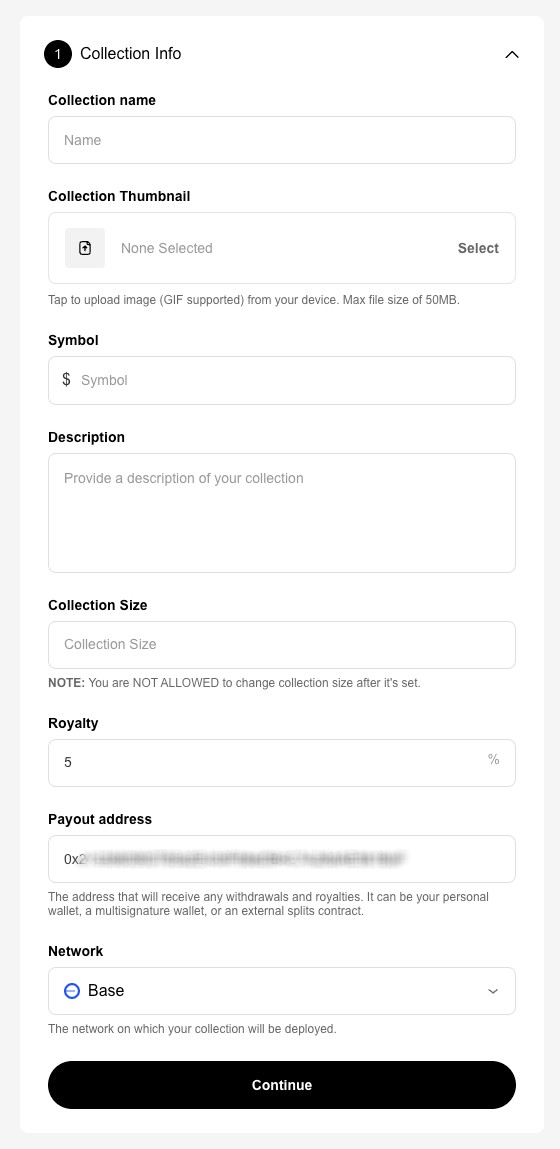 1 Collection Info
Collection name
Name
Collection Thumbnail
None Selected Select
Tap to upload image (GIF supported) from your device. Max file size of 50MB.
Symbol
$ Symbol
Description
Provide a description of your collection
Collection Size
Collection Size
NOTE: You are NOT ALLOWED to change collection size after it's set.
Royalty
5 %
Payout address
The address that will receive any withdrawals and royalties. It can be your personal
wallet, a multisignature wallet, or an external splits contract.
Network
Base
The network on which your collection will be deployed.
Continue